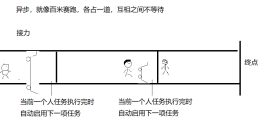 异步，就像百米赛跑，各占一道，互相之间不等待
接力
终点
当前一个人任务执行完时
自动启用下一项任务
当前一个人任务执行完时
自动启用下一项任务